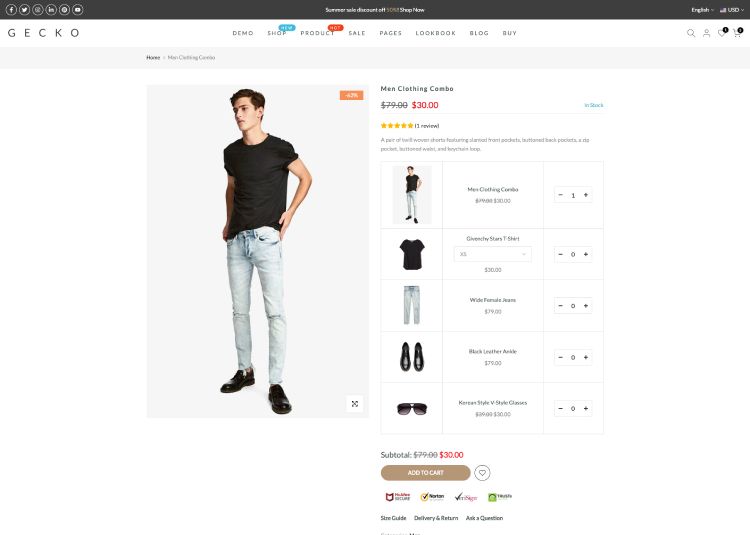 Summer sale discount off 50%! Shop Now
English
USD
GECKO
DEMO
SHOP
NEW
PRODUCT
HOT
SALE
PAGES
LOOKBOOK
BLOG
BUY
Home > Men Clothing Combo
-62%
Men Clothing Combo
$79.00 $30.00
In Stock
(1 review)
A pair of twill woven shorts featuring slanted front pockets, buttoned back pockets, a zip
pocket, buttoned waist, and keychain loop.
Men Clothing Combo
$79.00 $30.00
− 1 +
Givenchy Stars T-Shirt
XS
$30.00
− 0 +
Wide Female Jeans
$79.00
− 0 +
Black Leather Ankle
$79.00
− 0 +
Korean Style V-Style Glasses
$39.00 $30.00
− 0 +
Subtotal: $79.00 $30.00
ADD TO CART
McAfee
SECURE
Norton
VeriSign
TRUSTe
Size Guide
Delivery & Return
Ask a Question